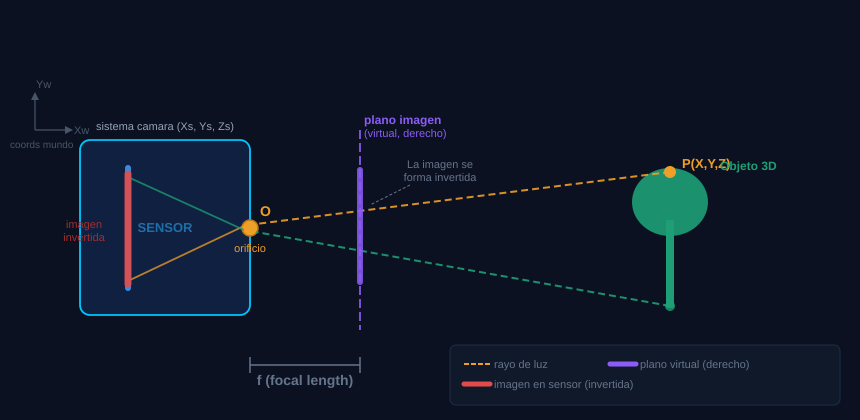 Yw
Xw
coords mundo
sistema camara (Xs, Ys, Zs)
plano imagen
(virtual, derecho)
La imagen se
forma invertida
P(X,Y,Z)
Objeto 3D
imagen
invertida
SENSOR
O
orificio
f (focal length)
rayo de luz
plano virtual (derecho)
imagen en sensor (invertida)